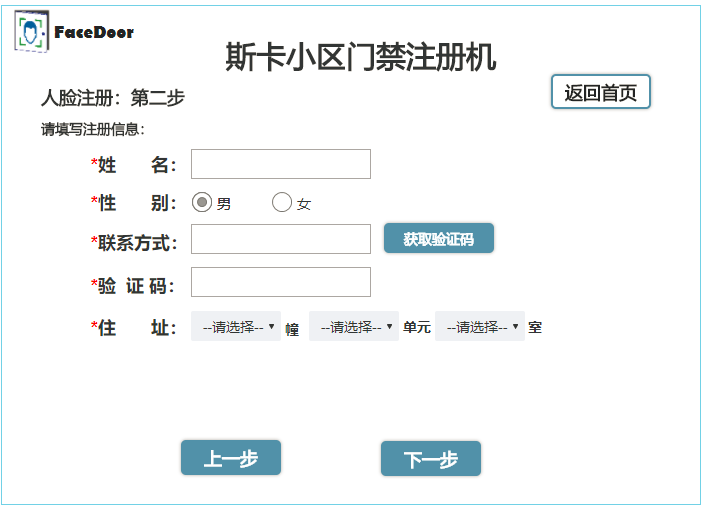 FaceDoor
斯卡小区门禁注册机
返回首页
人脸注册：第二步
请填写注册信息：
*姓 名：
*性 别： 男 女
*联系方式： 获取验证码
*验 证 码：
*住 址： --请选择-- 幢 --请选择-- 单元 --请选择-- 室
上一步 下一步